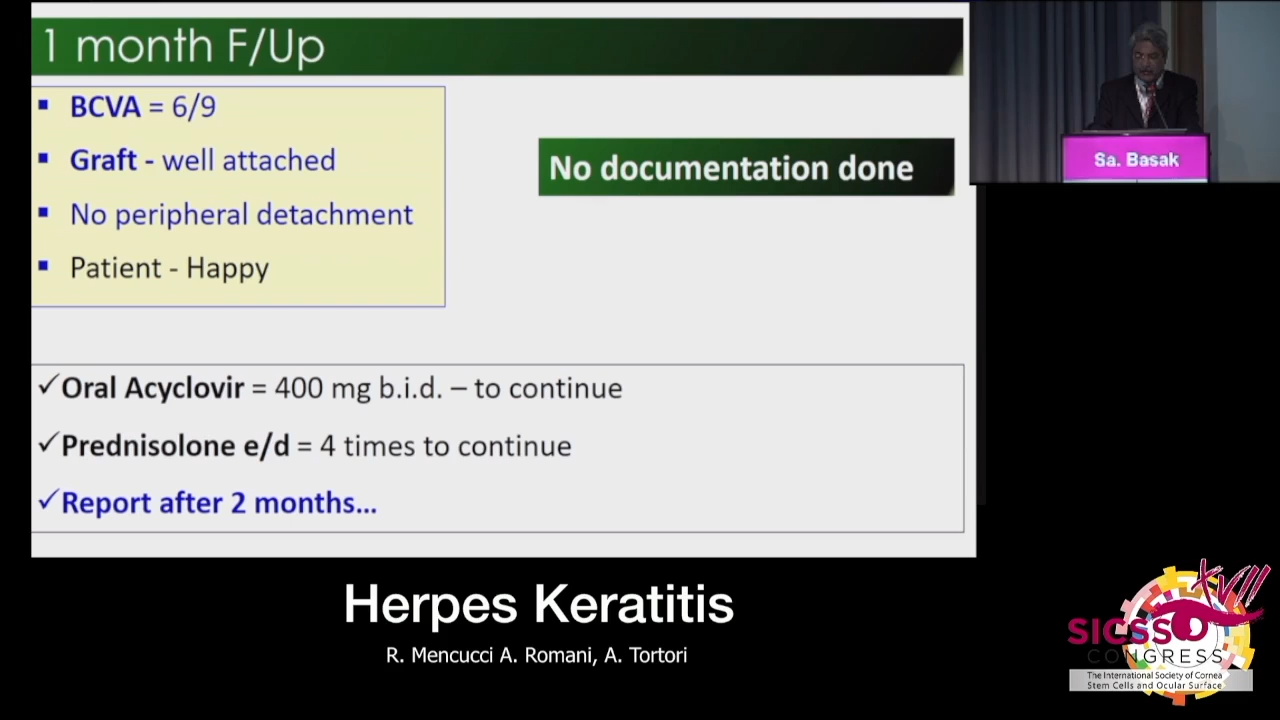 1 month F/Up
BCVA = 6/9
Graft - well attached
No peripheral detachment
Patient - Happy
No documentation done
✓Oral Acyclovir = 400 mg b.i.d. – to continue
✓Prednisolone e/d = 4 times to continue
✓Report after 2 months...
Sa. Basak
Herpes Keratitis
R. Mencucci A. Romani, A. Tortori
XVII
SICSSO
CONGRESS
The International Society of Cornea
Stem Cells and Ocular Surface